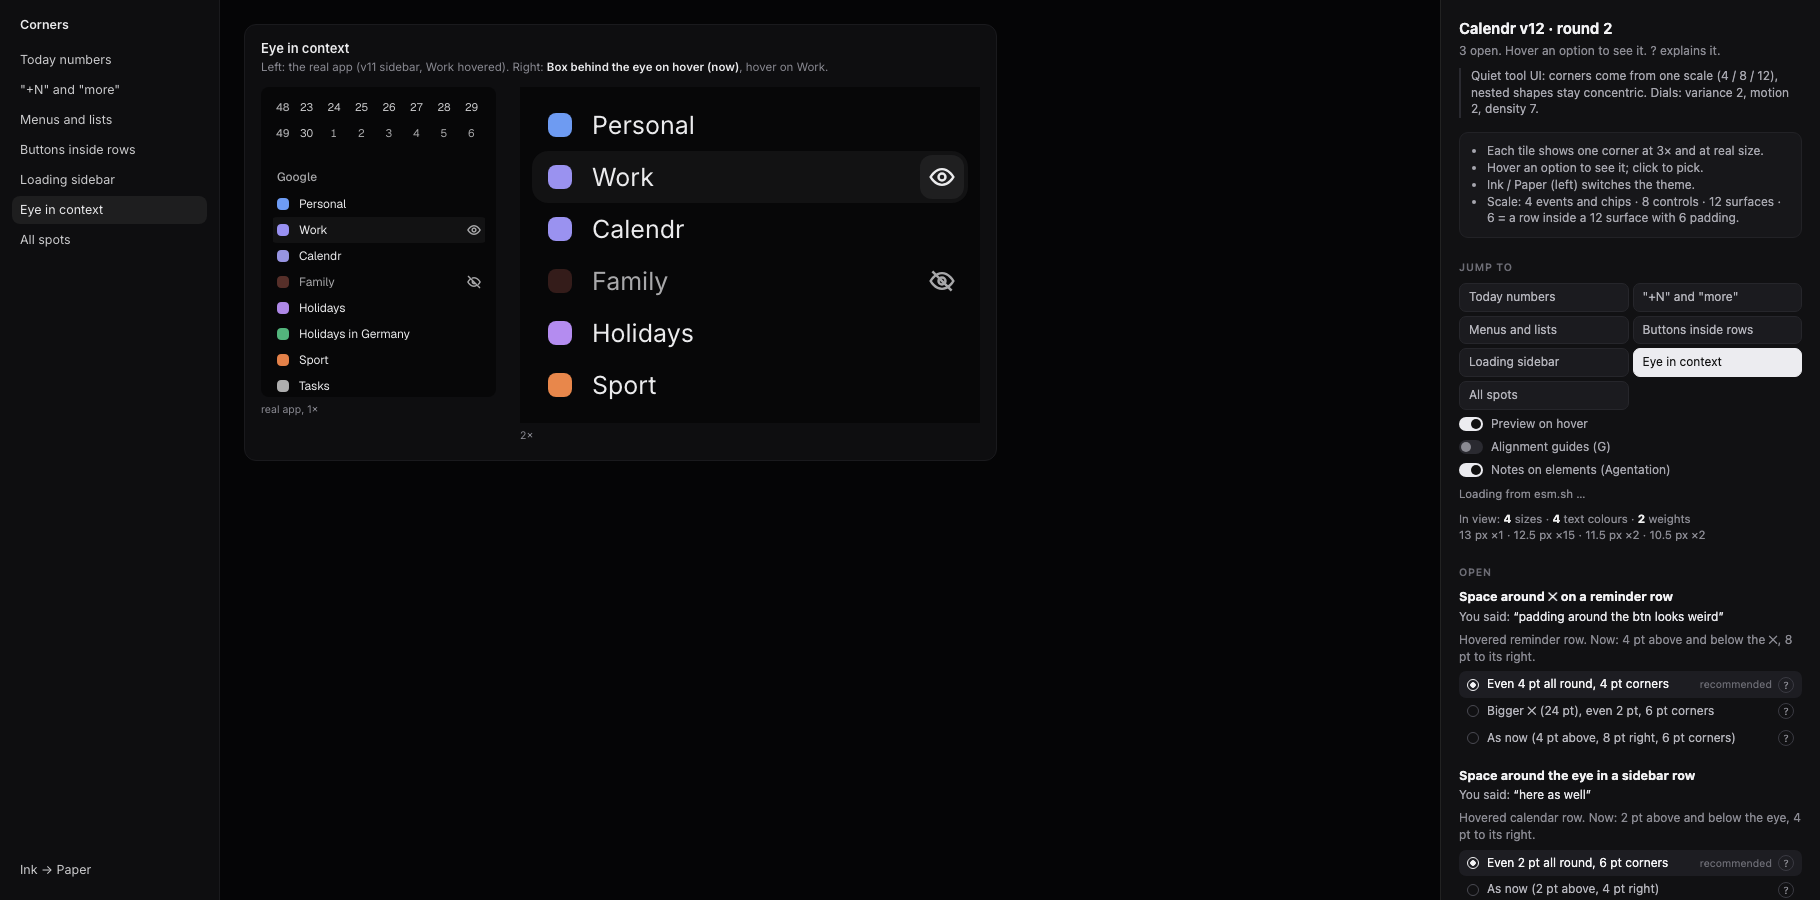 Corners
Today numbers
"+N" and "more"
Menus and lists
Buttons inside rows
Loading sidebar
Eye in context
All spots
Ink → Paper
Eye in context
Left: the real app (v11 sidebar, Work hovered). Right: Box behind the eye on hover (now), hover on Work.
48 23 24 25 26 27 28 29
49 30 1 2 3 4 5 6
Google
Personal
Work
Calendr
Family
Holidays
Holidays in Germany
Sport
Tasks
real app, 1×
Personal
Work
Calendr
Family
Holidays
Sport
2×
Calendr v12 · round 2
3 open. Hover an option to see it. ? explains it.
Quiet tool UI: corners come from one scale (4 / 8 / 12),
nested shapes stay concentric. Dials: variance 2, motion
2, density 7.
• Each tile shows one corner at 3× and at real size.
• Hover an option to see it; click to pick.
• Ink / Paper (left) switches the theme.
• Scale: 4 events and chips · 8 controls · 12 surfaces ·
6 = a row inside a 12 surface with 6 padding.
JUMP TO
Today numbers
"+N" and "more"
Menus and lists
Buttons inside rows
Loading sidebar
Eye in context
All spots
Preview on hover
Alignment guides (G)
Notes on elements (Agentation)
Loading from esm.sh …
In view: 4 sizes · 4 text colours · 2 weights
13 px ×1 · 12.5 px ×15 · 11.5 px ×2 · 10.5 px ×2
OPEN
Space around ✕ on a reminder row
You said: “padding around the btn looks weird”
Hovered reminder row. Now: 4 pt above and below the ✕, 8
pt to its right.
Even 4 pt all round, 4 pt corners recommended ?
Bigger ✕ (24 pt), even 2 pt, 6 pt corners ?
As now (4 pt above, 8 pt right, 6 pt corners) ?
Space around the eye in a sidebar row
You said: “here as well”
Hovered calendar row. Now: 2 pt above and below the eye, 4
pt to its right.
Even 2 pt all round, 6 pt corners recommended ?
As now (2 pt above, 4 pt right) ?